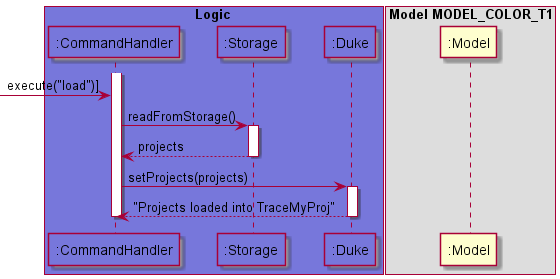 Logic
Model MODEL_COLOR_T1
:CommandHandler
:Storage
:Duke
:Model
execute("load")]
readFromStorage()
projects
setProjects(projects)
"Projects loaded into TraceMyProj"
:CommandHandler
:Storage
:Duke
:Model